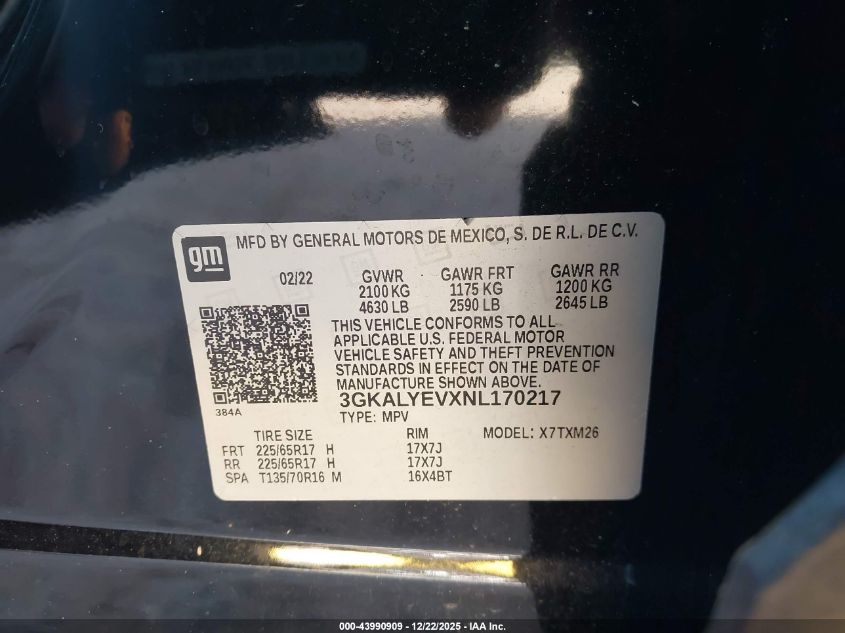 gm
MFD BY GENERAL MOTORS DE MEXICO, S. DE R.L. DE C.V.
02/22 GVWR GAWR FRT GAWR RR
2100 KG 1175 KG 1200 KG
4630 LB 2590 LB 2645 LB
THIS VEHICLE CONFORMS TO ALL
APPLICABLE U.S. FEDERAL MOTOR
VEHICLE SAFETY AND THEFT PREVENTION
STANDARDS IN EFFECT ON THE DATE OF
MANUFACTURE SHOWN ABOVE.
384A
3GKALYEVXNL170217
TYPE: MPV
TIRE SIZE RIM MODEL: X7TXM26
FRT 225/65R17 H 17X7J
RR 225/65R17 H 17X7J
SPA T135/70R16 M 16X4BT
000-43990909 • 12/22/2025 • IAA Inc.